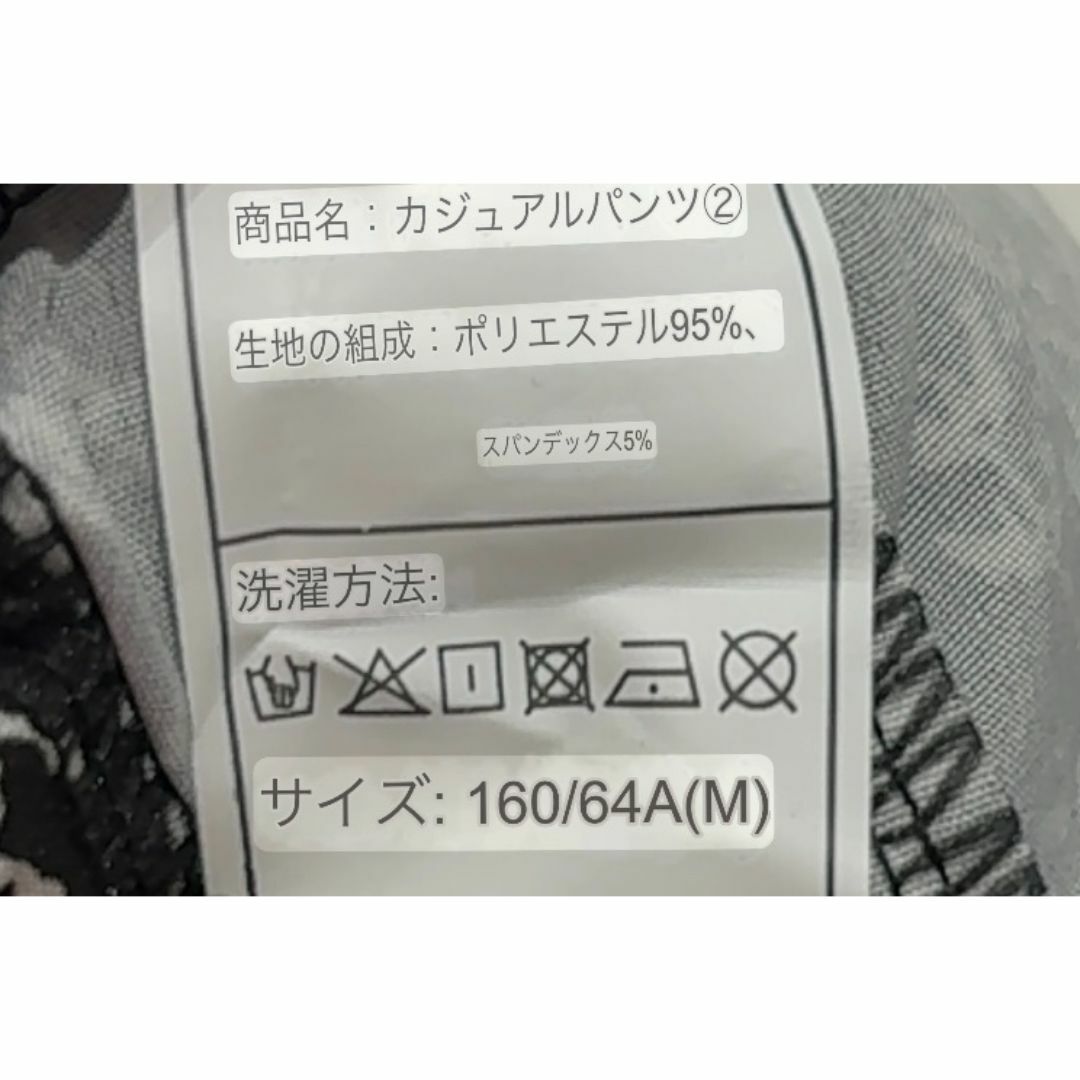 商品名：カジュアルパンツ②
生地の組成：ポリエステル95%、
スパンデックス5%
洗濯方法:
サイズ: 160/64A(M)